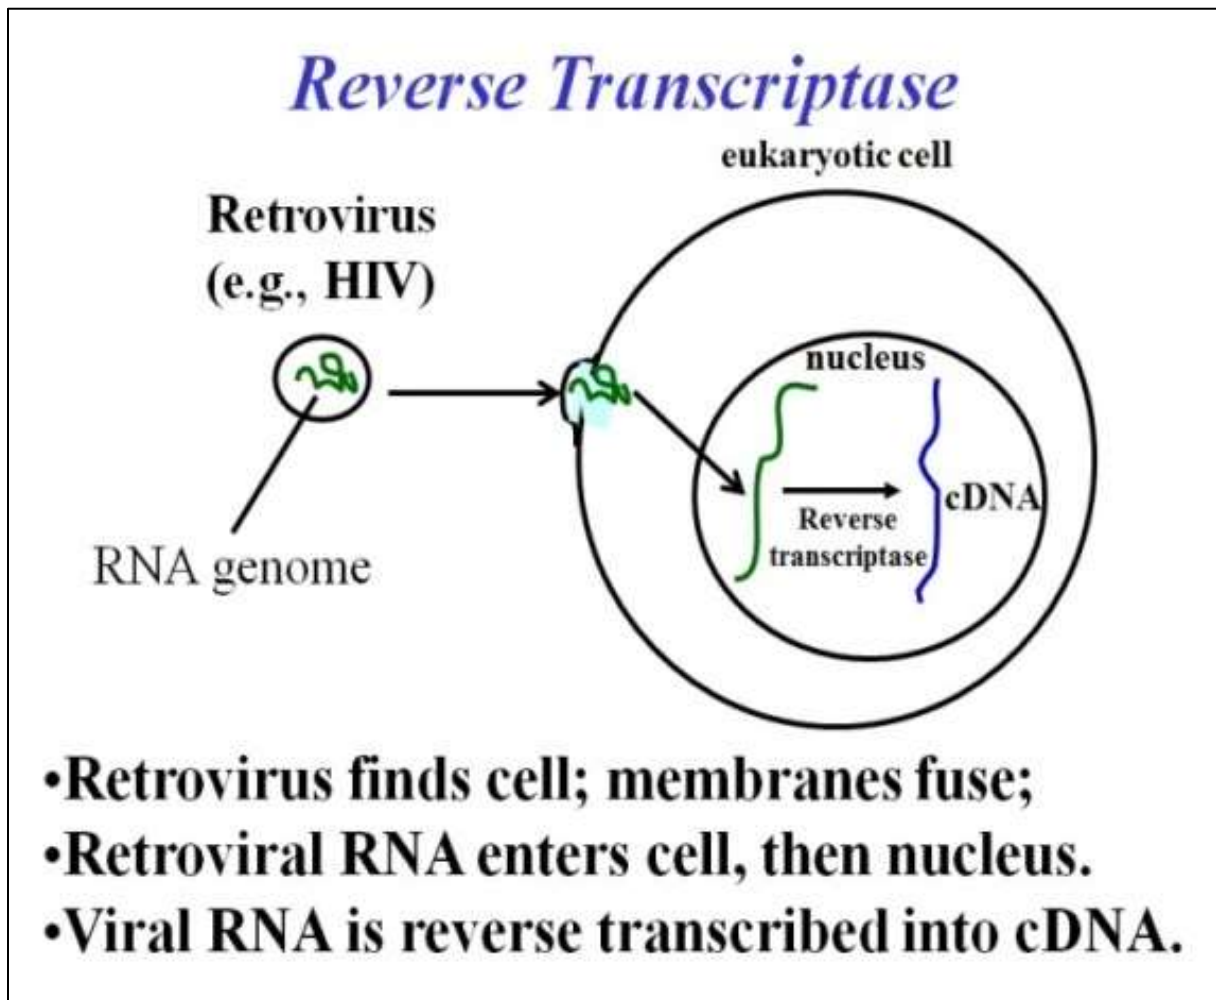 Reverse Transcriptase
eukaryotic cell
Retrovirus
(e.g., HIV)
nucleus
cDNA
Reverse
transcriptase
RNA genome
•Retrovirus finds cell; membranes fuse;
•Retroviral RNA enters cell, then nucleus.
•Viral RNA is reverse transcribed into cDNA.